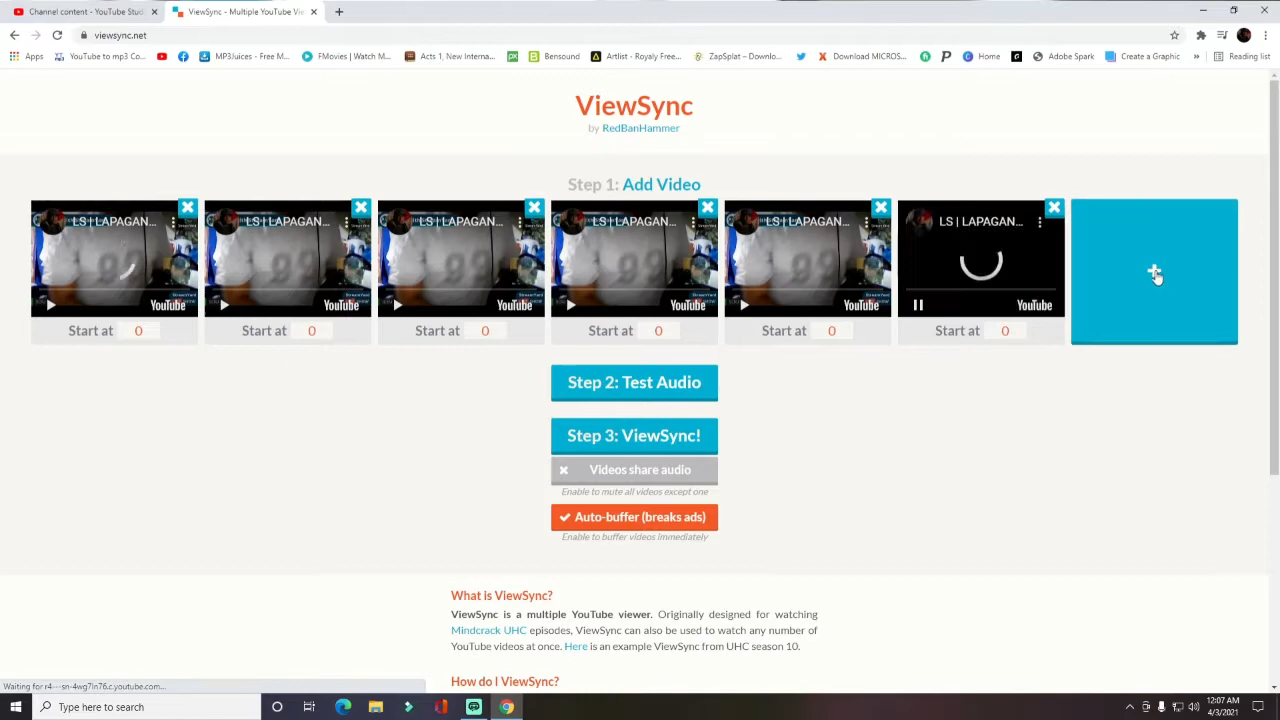 Channel content - YouTube Studi
ViewSync - Multiple YouTube Vie
viewsync.net
Apps
YouTube to mp3 Co...
MP3Juices - Free M...
FMovies | Watch M...
Acts 1, New Interna...
Bensound
Artlist - Royaly Free...
ZapSplat – Downlo...
Download MICROS...
Home
Adobe Spark
Create a Graphic
»
Reading list
ViewSync
by RedBanHammer
Step 1: Add Video
LS | LAPAGAN... LS | LAPAGAN... LS | LAPAGAN... LS | LAPAGAN... LS | LAPAGAN... LS | LAPAGAN...
YouTube YouTube YouTube YouTube YouTube YouTube
Start at 0 Start at 0 Start at 0 Start at 0 Start at 0 Start at 0
Step 2: Test Audio
Step 3: ViewSync!
Videos share audio
Enable to mute all videos except one
Auto-buffer (breaks ads)
Enable to buffer videos immediately
What is ViewSync?
ViewSync is a multiple YouTube viewer. Originally designed for watching
Mindcrack UHC episodes, ViewSync can also be used to watch any number of
YouTube videos at once. Here is an example ViewSync from UHC season 10.
How do I ViewSync?
Waiting for r4---sn-4wg7ln76.c.youtube.com...
Type here to search
12:07 AM
4/3/2021